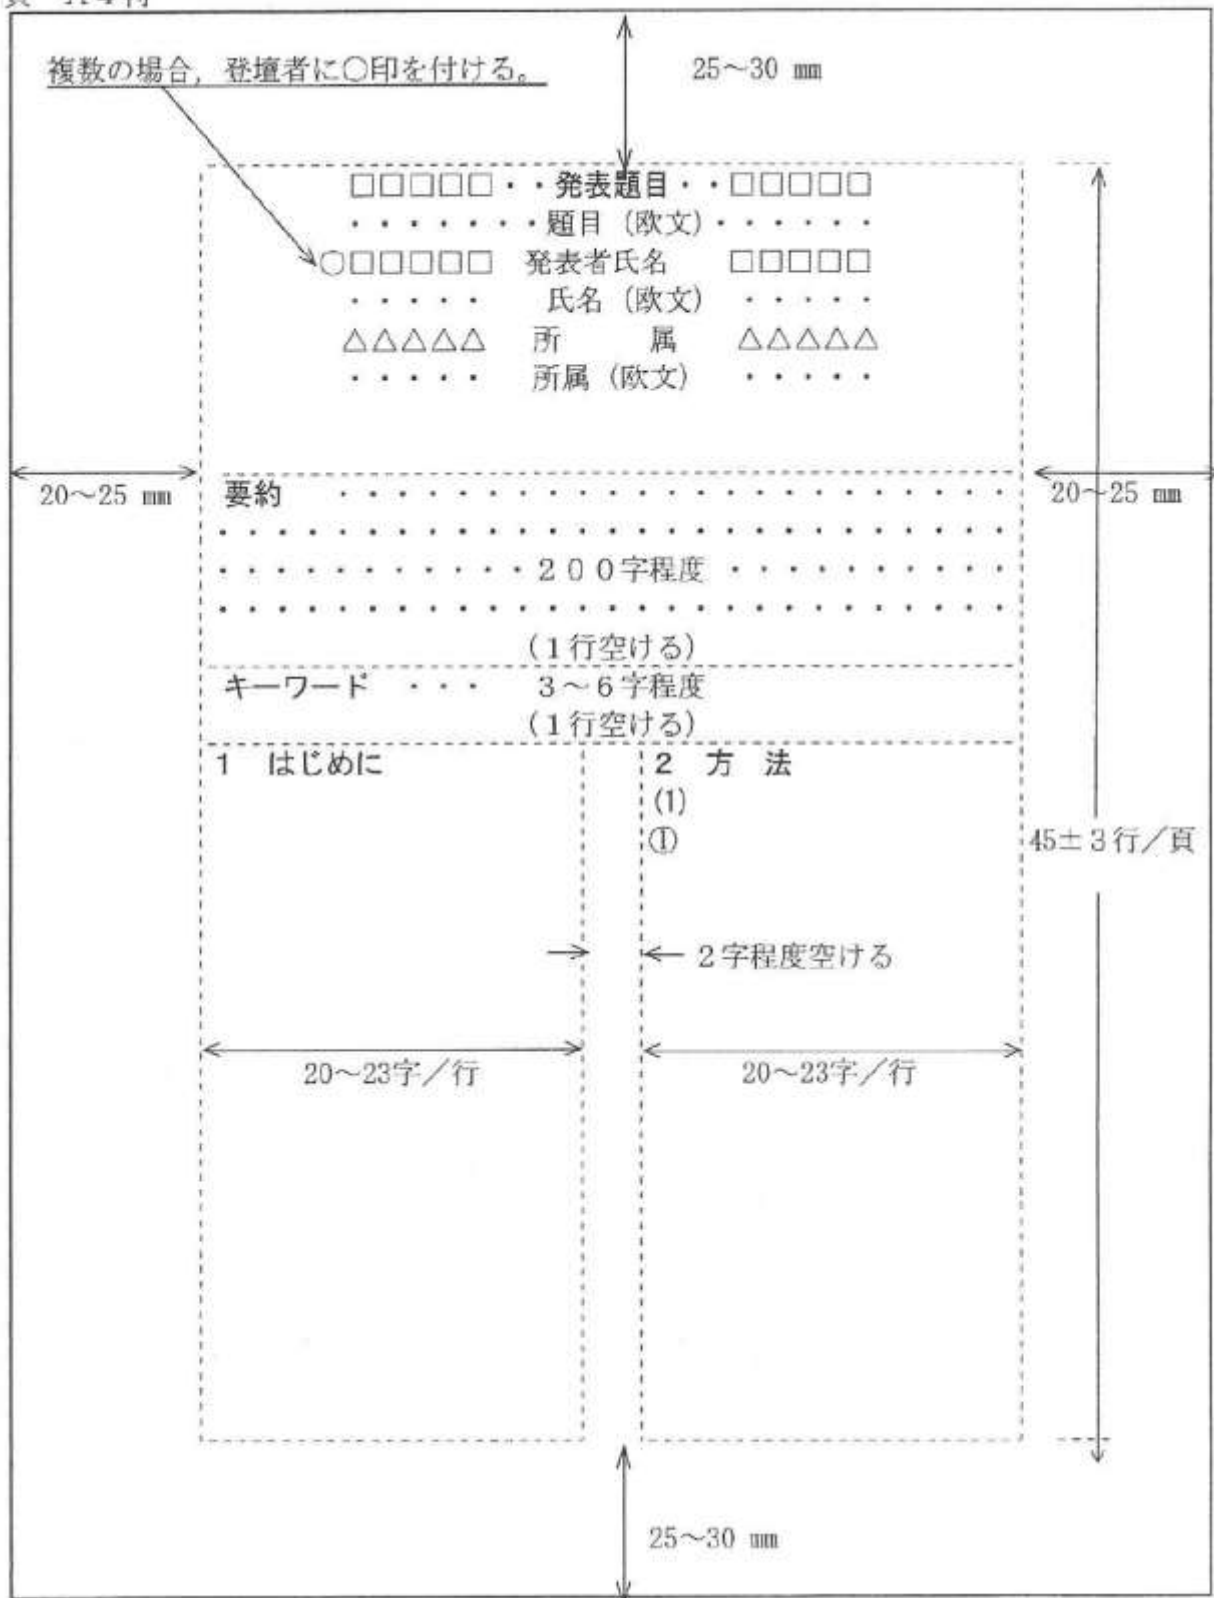 複数の場合，登壇者に○印を付ける。
25～30 mm
□□□□□・・発表題目・・□□□□□
・・・・・・・題目（欧文）・・・・・・
○□□□□□　発表者氏名　□□□□□
・・・・・　氏名（欧文）　・・・・・
△△△△△　所　　属　△△△△△
・・・・・　所属（欧文）　・・・・・
20～25 mm
20～25 mm
要約　・・・・・・・・・・・・・・・・・・・・・・・
・・・・・・・・・・・・・・・・・・・・・・・・・・・
・・・・・・・・・・・２００字程度・・・・・・・・・・
・・・・・・・・・・・・・・・・・・・・・・・・・・・
（１行空ける）
キーワード　・・・　３～６字程度
（１行空ける）
１　はじめに
２　方　法
(1)
①
45±３行／頁
２字程度空ける
20～23字／行
20～23字／行
25～30 mm